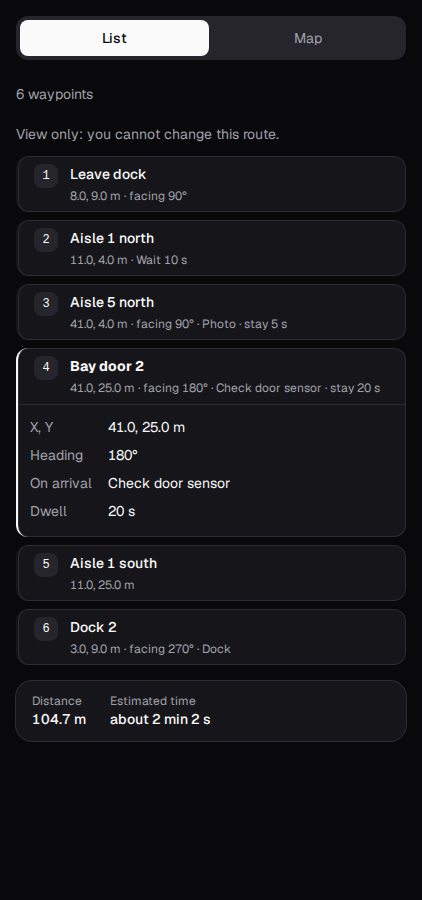 List
Map
6 waypoints
View only: you cannot change this route.
1
Leave dock
8.0, 9.0 m · facing 90°
2
Aisle 1 north
11.0, 4.0 m · Wait 10 s
3
Aisle 5 north
41.0, 4.0 m · facing 90° · Photo · stay 5 s
4
Bay door 2
41.0, 25.0 m · facing 180° · Check door sensor · stay 20 s
X, Y 41.0, 25.0 m
Heading 180°
On arrival Check door sensor
Dwell 20 s
5
Aisle 1 south
11.0, 25.0 m
6
Dock 2
3.0, 9.0 m · facing 270° · Dock
Distance
104.7 m
Estimated time
about 2 min 2 s